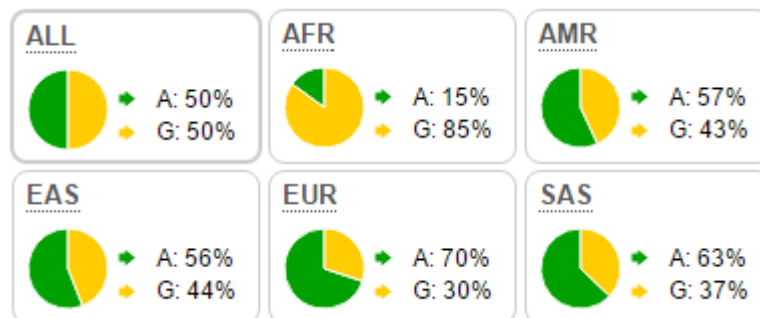 ALL
A: 50%
G: 50%
AFR
A: 15%
G: 85%
AMR
A: 57%
G: 43%
EAS
A: 56%
G: 44%
EUR
A: 70%
G: 30%
SAS
A: 63%
G: 37%